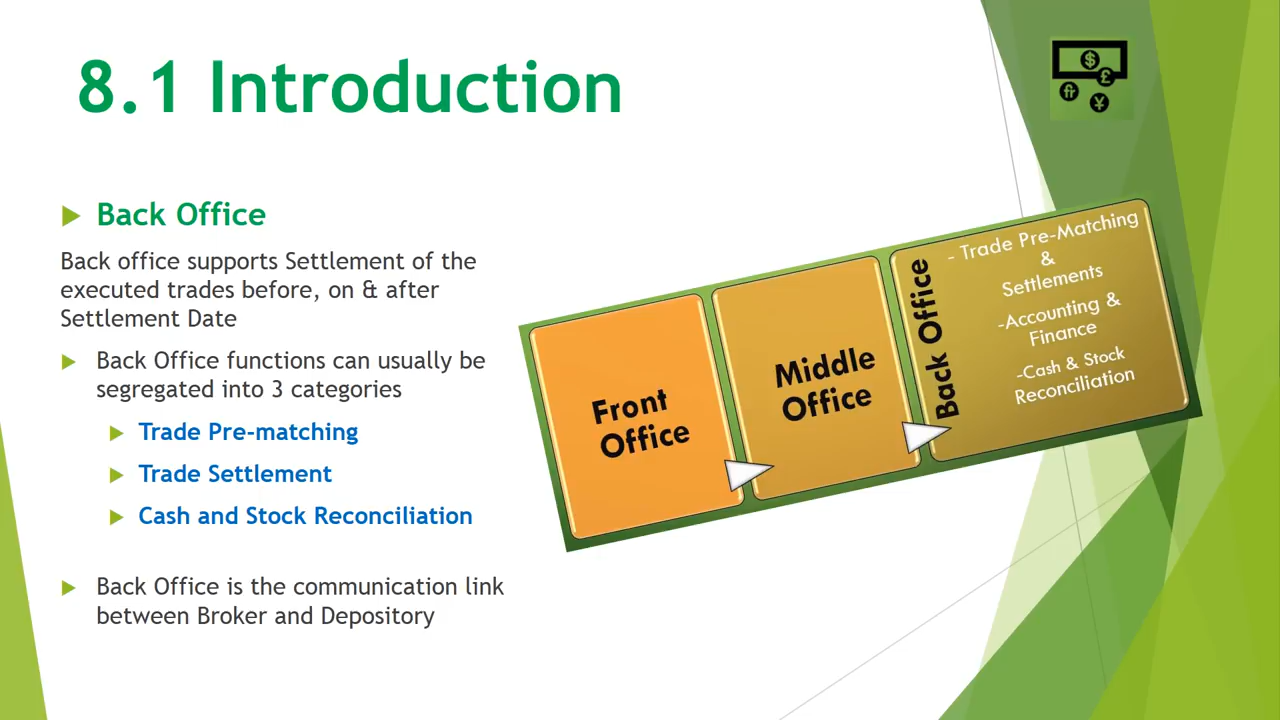 8.1 Introduction
Back Office
Back office supports Settlement of the
executed trades before, on & after
Settlement Date
Back Office functions can usually be
segregated into 3 categories
Trade Pre-matching
Trade Settlement
Cash and Stock Reconciliation
Back Office is the communication link
between Broker and Depository
Front
Office
Middle
Office
Back Office
- Trade Pre-Matching
&
Settlements
-Accounting &
Finance
-Cash & Stock
Reconciliation
$
£
fr
¥